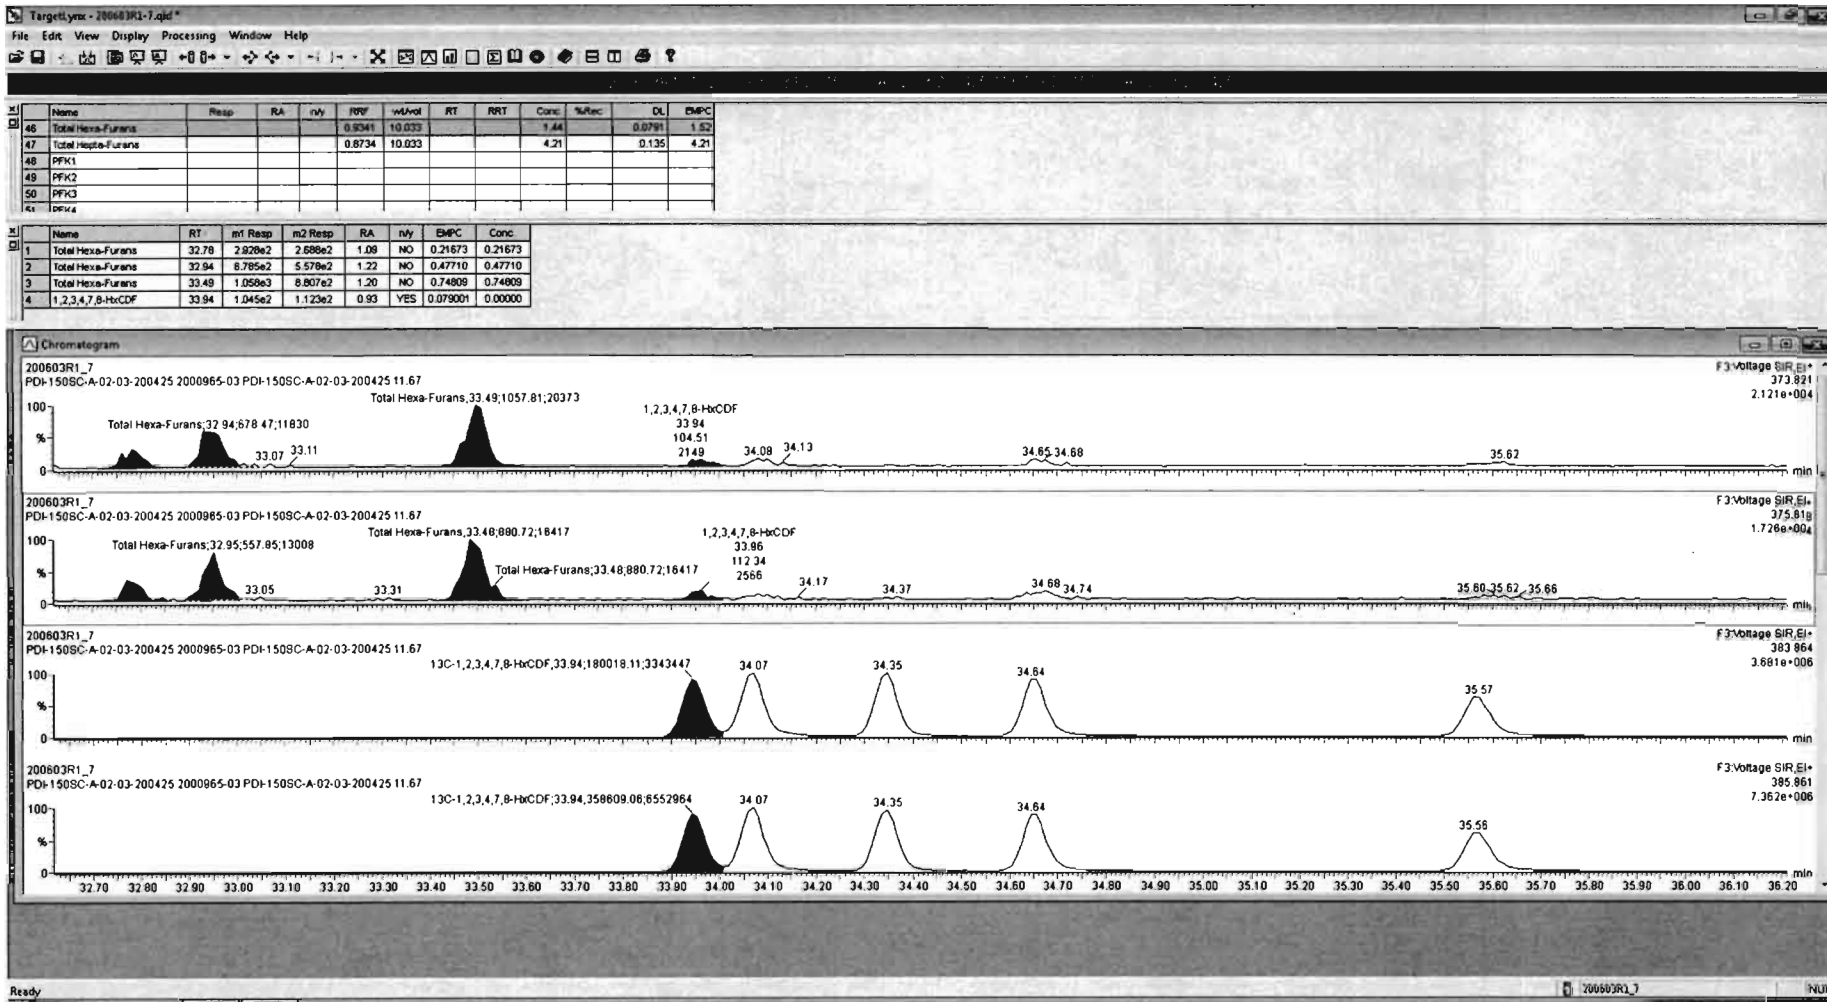 TargetLynx - 200603R1-7.qld *
File Edit View Display Processing Window Help
Name Resp RA n/y RRF wt/vol RT RRT Conc %Rec DL EMPC
46 Total Hexa-Furans 0.9341 10.033 1.44 0.0791 1.52
47 Total Hepta-Furans 0.8734 10.033 4.21 0.135 4.21
48 PFK1
49 PFK2
50 PFK3
51 PFK4
Name RT m1 Resp m2 Resp RA n/y EMPC Conc
1 Total Hexa-Furans 32.78 2.928e2 2.688e2 1.09 NO 0.21673 0.21673
2 Total Hexa-Furans 32.94 6.785e2 5.578e2 1.22 NO 0.47710 0.47710
3 Total Hexa-Furans 33.49 1.058e3 8.807e2 1.20 NO 0.74809 0.74809
4 1,2,3,4,7,8-HxCDF 33.94 1.045e2 1.123e2 0.93 YES 0.079001 0.00000
Chromatogram
200603R1_7
PDI-150SC-A-02-03-200425 2000965-03 PDI-150SC-A-02-03-200425 11.67
F3:Voltage SIR,EI+
373.821
2.121e+004
100
%
0
Total Hexa-Furans;32.94;678.47;11830
33.07
33.11
Total Hexa-Furans,33.49;1057.81;20373
1,2,3,4,7,8-HxCDF
33.94
104.51
2149
34.08
34.13
34.65
34.68
35.62
min
200603R1_7
PDI-150SC-A-02-03-200425 2000965-03 PDI-150SC-A-02-03-200425 11.67
F3:Voltage SIR,EI+
375.818
1.726e+004
100
%
0
Total Hexa-Furans;32.95;557.85;13008
33.05
33.31
Total Hexa-Furans,33.48;880.72;16417
Total Hexa-Furans;33.48;880.72;16417
1,2,3,4,7,8-HxCDF
33.96
112.34
2566
34.17
34.37
34.68
34.74
35.60
35.62
35.66
min
200603R1_7
PDI-150SC-A-02-03-200425 2000965-03 PDI-150SC-A-02-03-200425 11.67
F3:Voltage SIR,EI+
383.864
3.681e+006
100
%
0
13C-1,2,3,4,7,8-HxCDF,33.94;180018.11;3343447
34.07
34.35
34.64
35.57
min
200603R1_7
PDI-150SC-A-02-03-200425 2000965-03 PDI-150SC-A-02-03-200425 11.67
F3:Voltage SIR,EI+
385.861
7.362e+006
100
%
0
13C-1,2,3,4,7,8-HxCDF;33.94,358609.06;6552964
34.07
34.35
34.64
35.56
min
32.70 32.80 32.90 33.00 33.10 33.20 33.30 33.40 33.50 33.60 33.70 33.80 33.90 34.00 34.10 34.20 34.30 34.40 34.50 34.60 34.70 34.80 34.90 35.00 35.10 35.20 35.30 35.40 35.50 35.60 35.70 35.80 35.90 36.00 36.10 36.20
Ready
200603R1_7
NUM